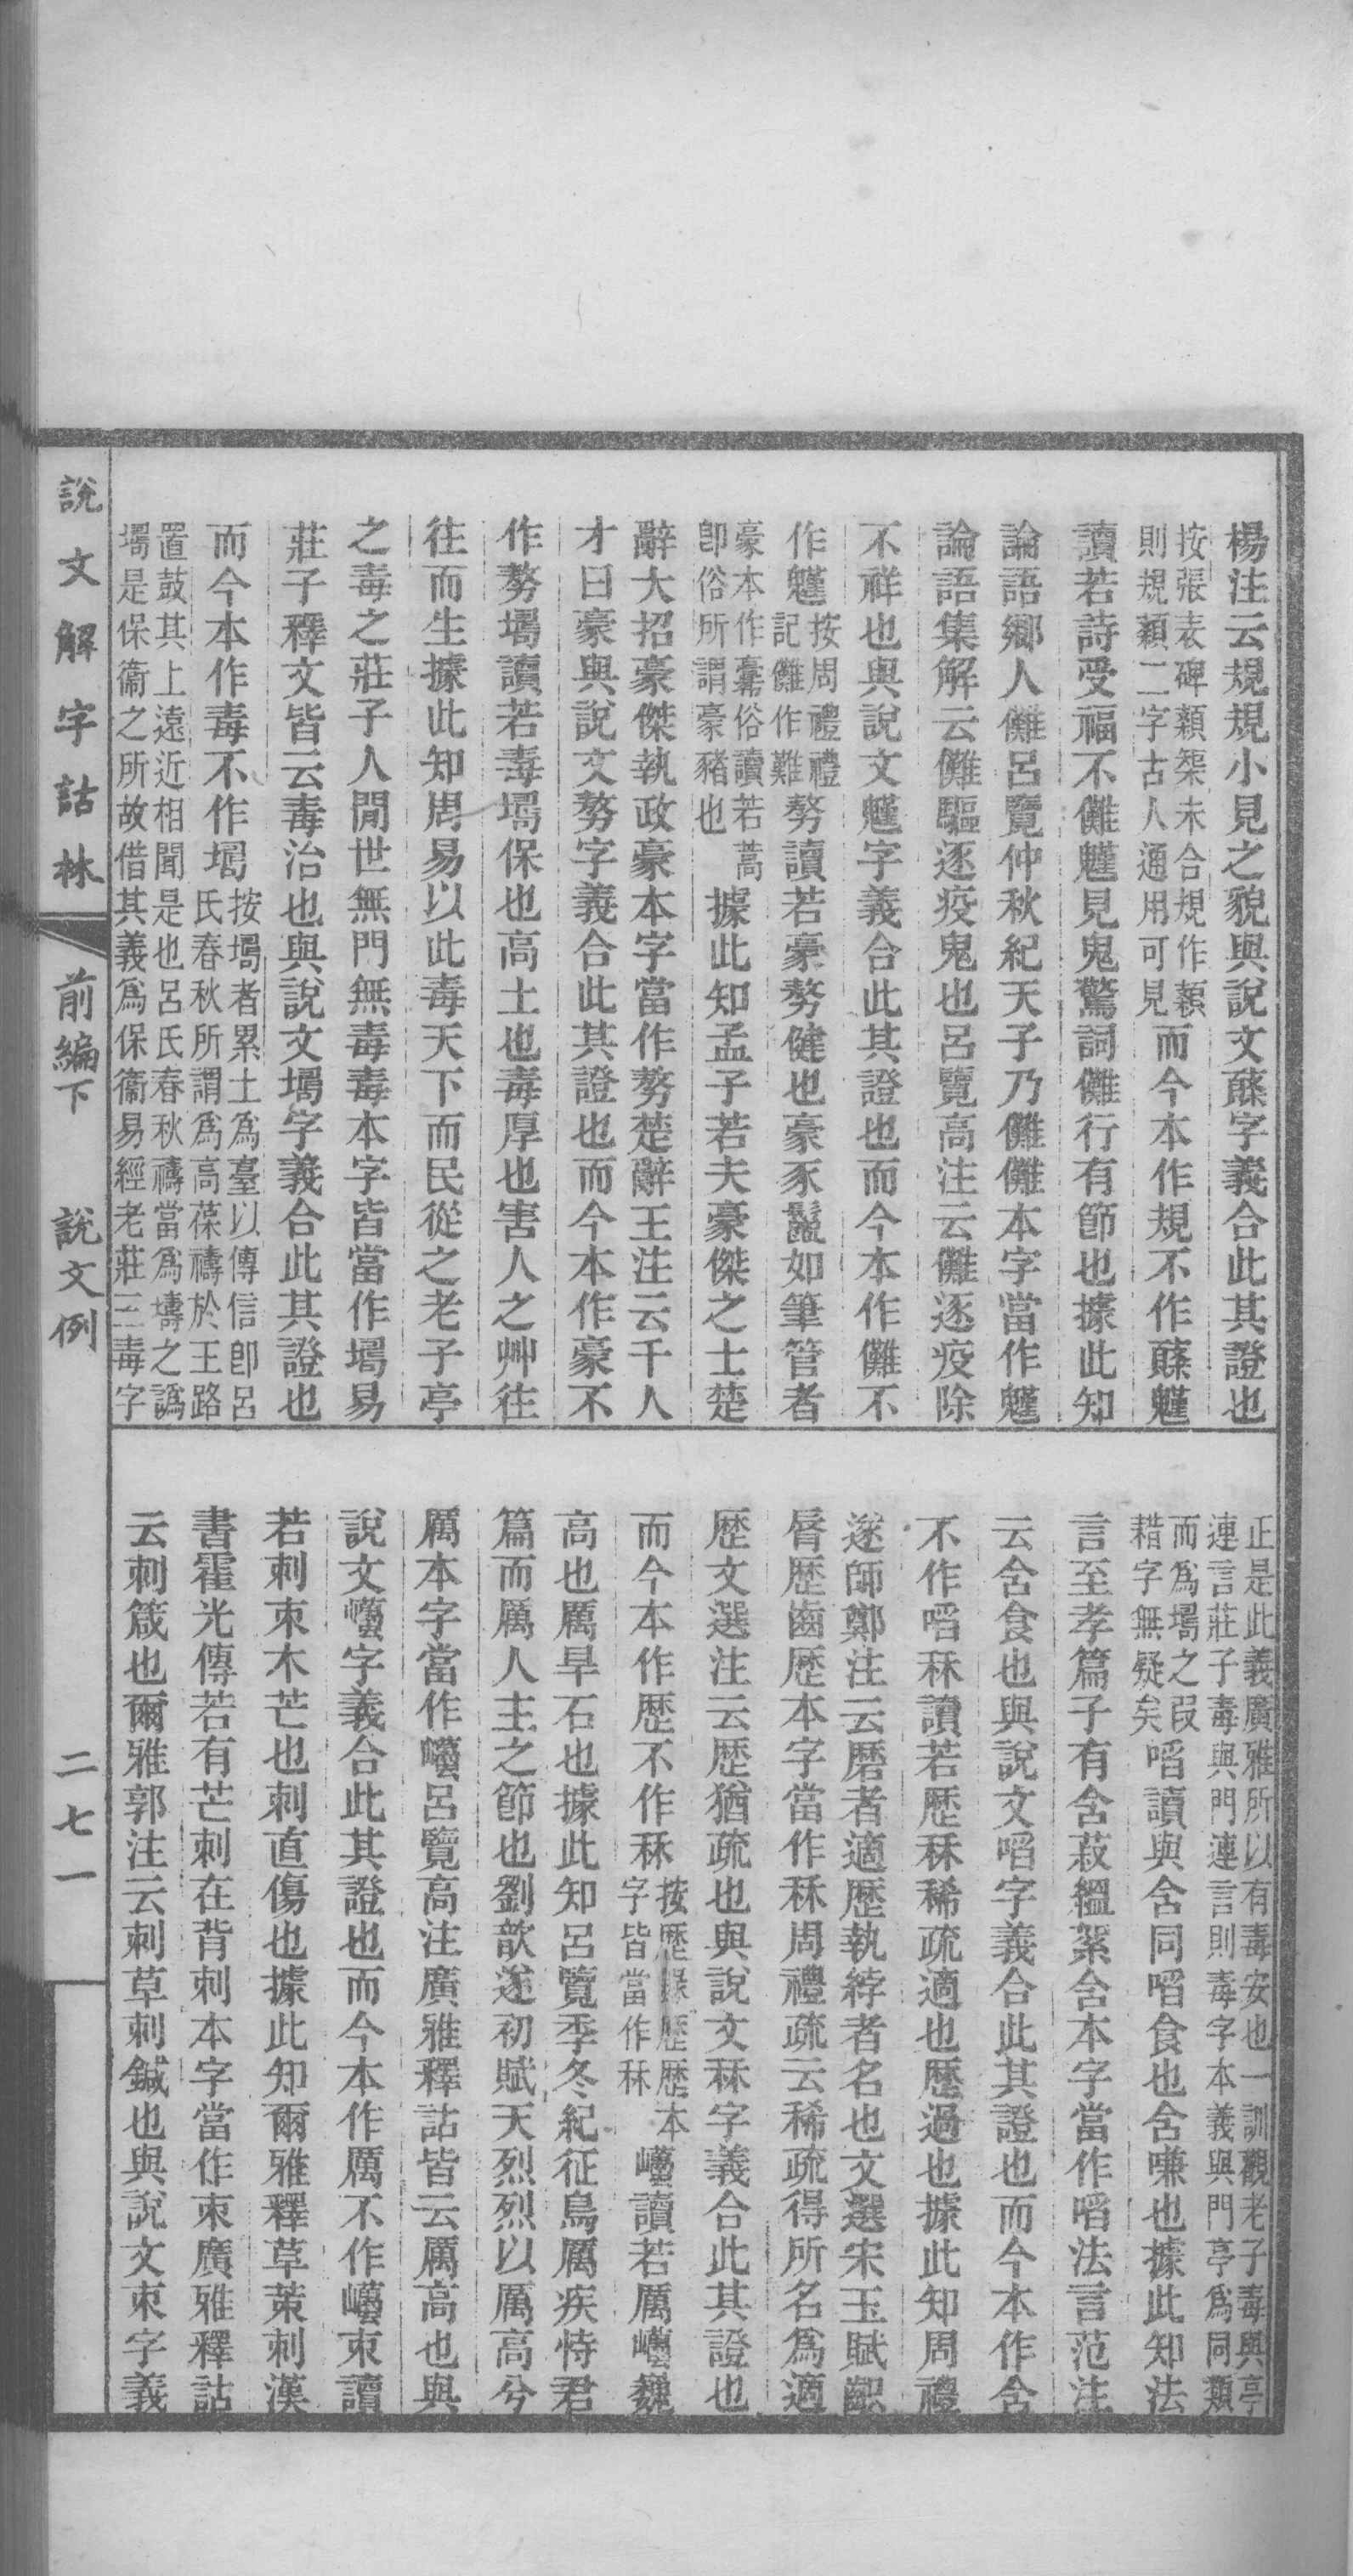 楊注云規規小見之貌與說文䕭字義合此其證也
按張表碑顈榘未合規作顈
則規顈二字古人通用可見
而今本作規不作䕭魕
讀若詩受福不儺魕見鬼驚詞儺行有節也據此知
論語鄉人儺呂覽仲秋紀天子乃儺儺本字當作魕
論語集解云儺驅逐疫鬼也呂覽高注云儺逐疫除
不祥也與說文魕字義合此其證也而今本作儺不
作魕
按周禮禮
記儺作難
勢讀若豪勢健也豪豕鬣如筆管者
豪本作䯽俗讀若蒿
卽俗所謂豪豬也
據此知孟子若夫豪傑之士楚
辭大招豪傑執政豪本字當作勢楚辭王注云千人
才曰豪與說文勢字義合此其證也而今本作豪不
作勢堨讀若毒堨保也高土也毒厚也害人之艸往
往而生據此知周易以此毒天下而民從之老子亭
之毒之莊子人閒世無門無毒毒本字皆當作堨易
莊子釋文皆云毒治也與說文堨字義合此其證也
而今本作毒不作堨
按堨者累土爲臺以傳信卽呂
氏春秋所謂爲高葆禱於王路
置鼓其上遠近相聞是也呂氏春秋禱當爲壔之譌
堨是保衞之所故借其義爲保衞易經老莊三毒字
正是此義廣雅所以有毒安也一訓觀老子毒與亭
連言莊子毒與門連言則毒字本義與門亭爲同類
而爲堨之叚
耤字無疑矣
㗖讀與含同㗖食也含嗛也據此知法
言至孝篇子有含菽縕絮含本字當作㗖法言范注
云含食也與說文㗖字義合此其證也而今本作含
不作㗖秝讀若歷秝稀疏適也歷過也據此知周禮
遂師鄭注云磿者適歷執綍者名也文選宋玉賦齞
脣歷齒歷本字當作秝周禮疏云稀疏得所名爲適
歷文選注云歷猶疏也與說文秝字義合此其證也
而今本作歷不作秝
按歷錄歷歷本
字皆當作秝
巁讀若厲巁巍
高也厲旱石也據此知呂覽季冬紀征鳥厲疾恃君
篇而厲人主之節也劉歆遂初賦天烈烈以厲高兮
厲本字當作巁呂覽高注廣雅釋詁皆云厲高也與
說文巁字義合此其證也而今本作厲不作巁朿讀
若刺朿木芒也刺直傷也據此知爾雅釋草茦刺漢
書霍光傳若有芒刺在背刺本字當作朿廣雅釋詁
云刺箴也爾雅郭注云刺草刺鍼也與說文朿字義
說文解字詁林
前編下
說文例
二七一